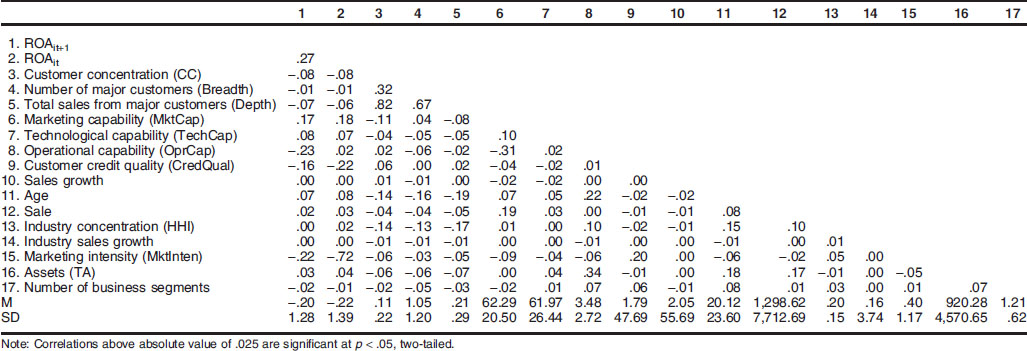 1 2 3 4 5 6 7 8 9 10 11 12 13 14 15 16 17
1. ROAit+1
2. ROAit .27
3. Customer concentration (CC) –.08 –.08
4. Number of major customers (Breadth) –.01 –.01 .32
5. Total sales from major customers (Depth) –.07 –.06 .82 .67
6. Marketing capability (MktCap) .17 .18 –.11 .04 –.08
7. Technological capability (TechCap) .08 .07 –.04 –.05 –.05 .10
8. Operational capability (OprCap) –.23 .02 .02 –.06 –.02 –.31 .02
9. Customer credit quality (CredQual) –.16 –.22 .06 .00 .02 –.04 –.02 .01
10. Sales growth .00 .00 .01 –.01 .00 –.02 –.02 .00 .00
11. Age .07 .08 –.14 –.16 –.19 .07 .05 .22 –.02 –.02
12. Sale .02 .03 –.04 –.04 –.05 .19 .03 .00 –.01 –.01 .08
13. Industry concentration (HHI) .00 .02 –.14 –.13 –.17 .01 .00 .10 –.02 –.01 .15 .10
14. Industry sales growth .00 .00 –.01 –.01 –.01 .00 .00 –.01 .00 .00 –.01 .00 .01
15. Marketing intensity (MktInten) –.22 –.72 –.06 –.03 –.05 –.09 –.04 –.06 .20 .00 –.06 –.02 .05 .00
16. Assets (TA) .03 .04 –.06 –.06 –.07 .00 .04 .34 –.01 .00 .18 .17 –.01 .00 –.05
17. Number of business segments –.02 –.01 –.02 –.05 –.03 –.02 .01 .07 .06 –.01 .08 .01 .03 .00 .01 .07
M –.20 –.22 .11 1.05 .21 62.29 61.97 3.48 1.79 2.05 20.12 1,298.62 .20 .16 .40 920.28 1.21
SD 1.28 1.39 .22 1.20 .29 20.50 26.44 2.72 47.69 55.69 23.60 7,712.69 .15 3.74 1.17 4,570.65 .62
Note: Correlations above absolute value of .025 are significant at p < .05, two-tailed.